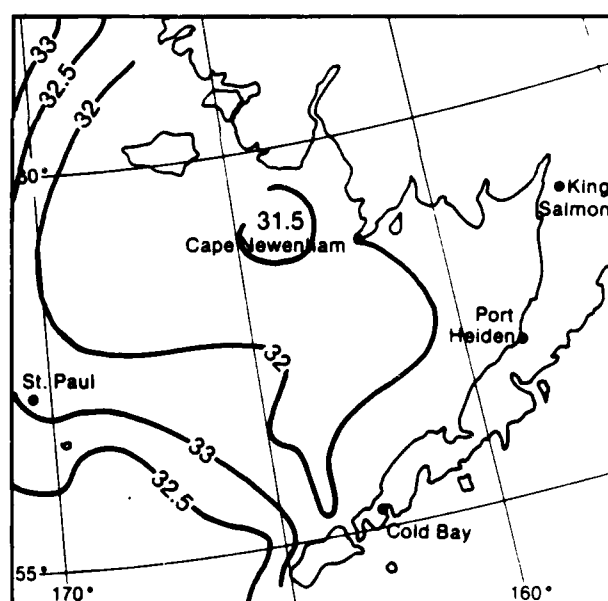 33
32.5
32
60°
King
Salmon
31.5
Cape Newenham
Port
Heiden
32
St. Paul
33
32.5
Cold Bay
55°
170°
160°